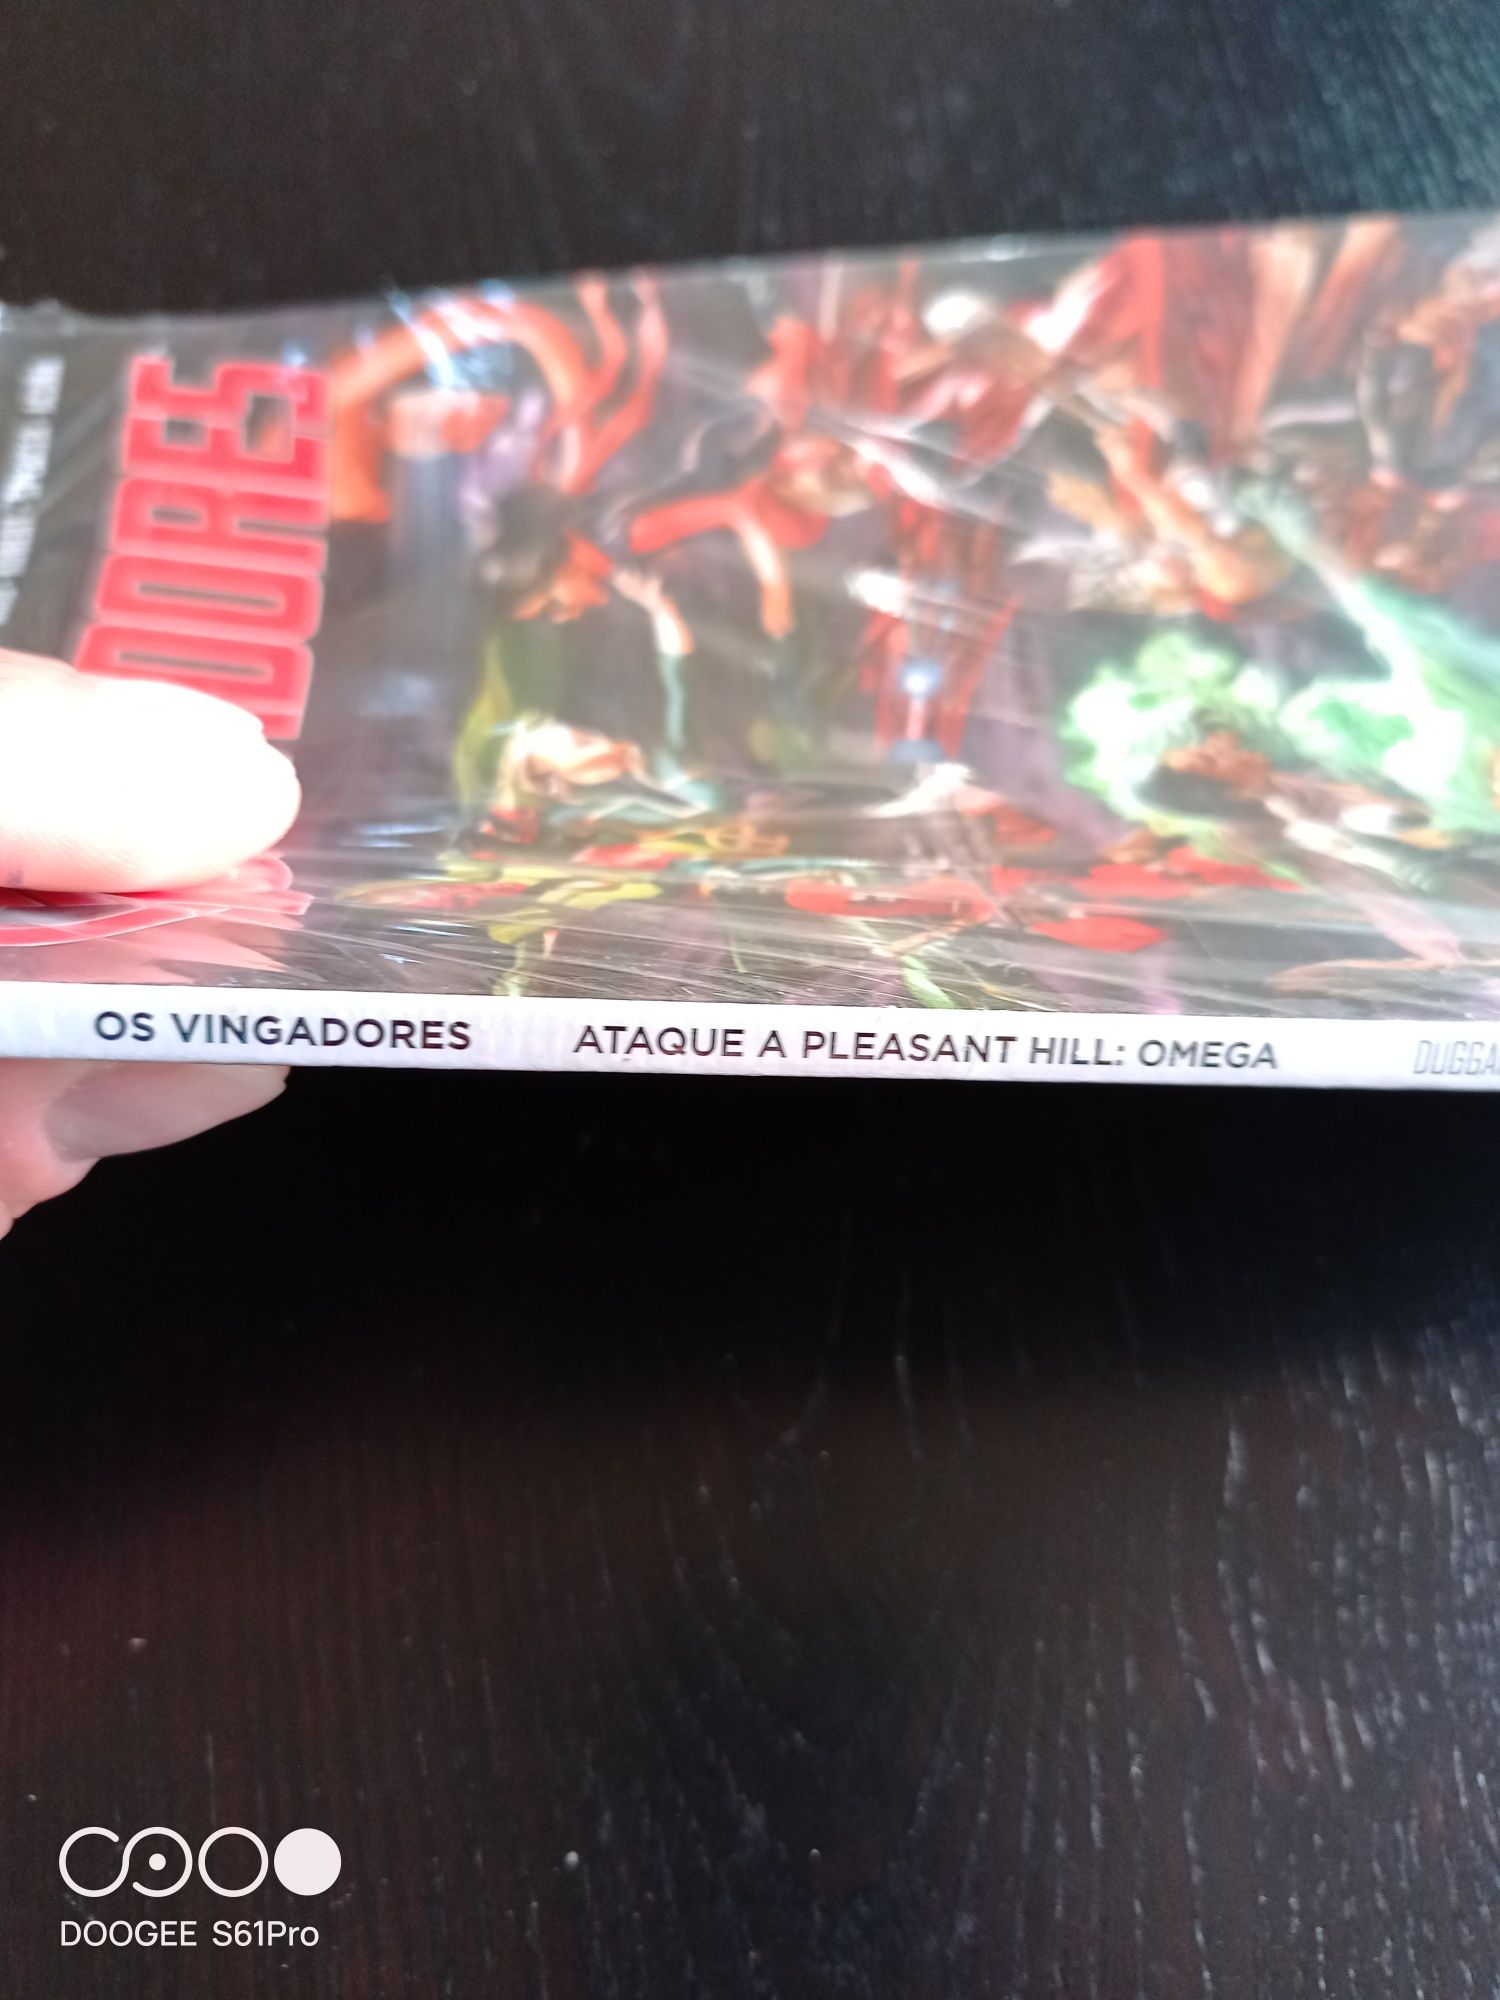 DORES
OS VINGADORES ATAQUE A PLEASANT HILL: OMEGA
DOOGEE S61Pro